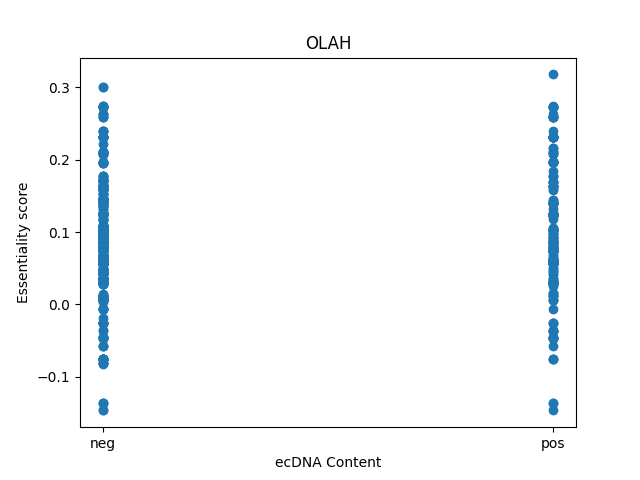 OLAH
Essentiality score
0.3
0.2
0.1
0.0
−0.1
neg
pos
ecDNA Content